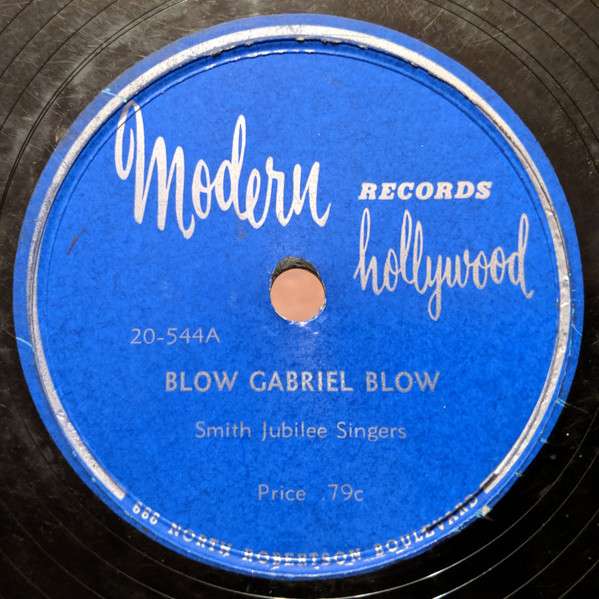 Modern
RECORDS
hollywood
20-544A
BLOW GABRIEL BLOW
Smith Jubilee Singers
Price .79c
686 NORTH ROBERTSON BOULEVARD